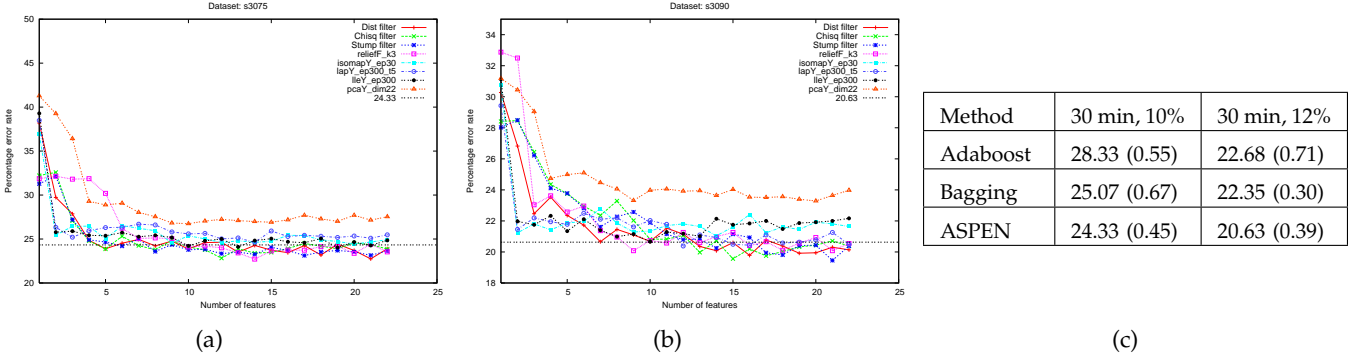 Dataset: s3075
Percentage error rate
50
45
40
35
30
25
20
5
10
15
20
25
Number of features
Dist filter
Chisq filter
Stump filter
reliefF_k3
isomapY_ep30
lapY_ep300_t5
lleY_ep300
pcaY_dim22
24.33
(a)
Dataset: s3090
Percentage error rate
34
32
30
28
26
24
22
20
18
5
10
15
20
25
Number of features
Dist filter
Chisq filter
Stump filter
reliefF_k3
isomapY_ep30
lapY_ep300_t5
lleY_ep300
pcaY_dim22
20.63
(b)
Method 30 min, 10% 30 min, 12%
Adaboost 28.33 (0.55) 22.68 (0.71)
Bagging 25.07 (0.67) 22.35 (0.30)
ASPEN 24.33 (0.45) 20.63 (0.39)
(c)